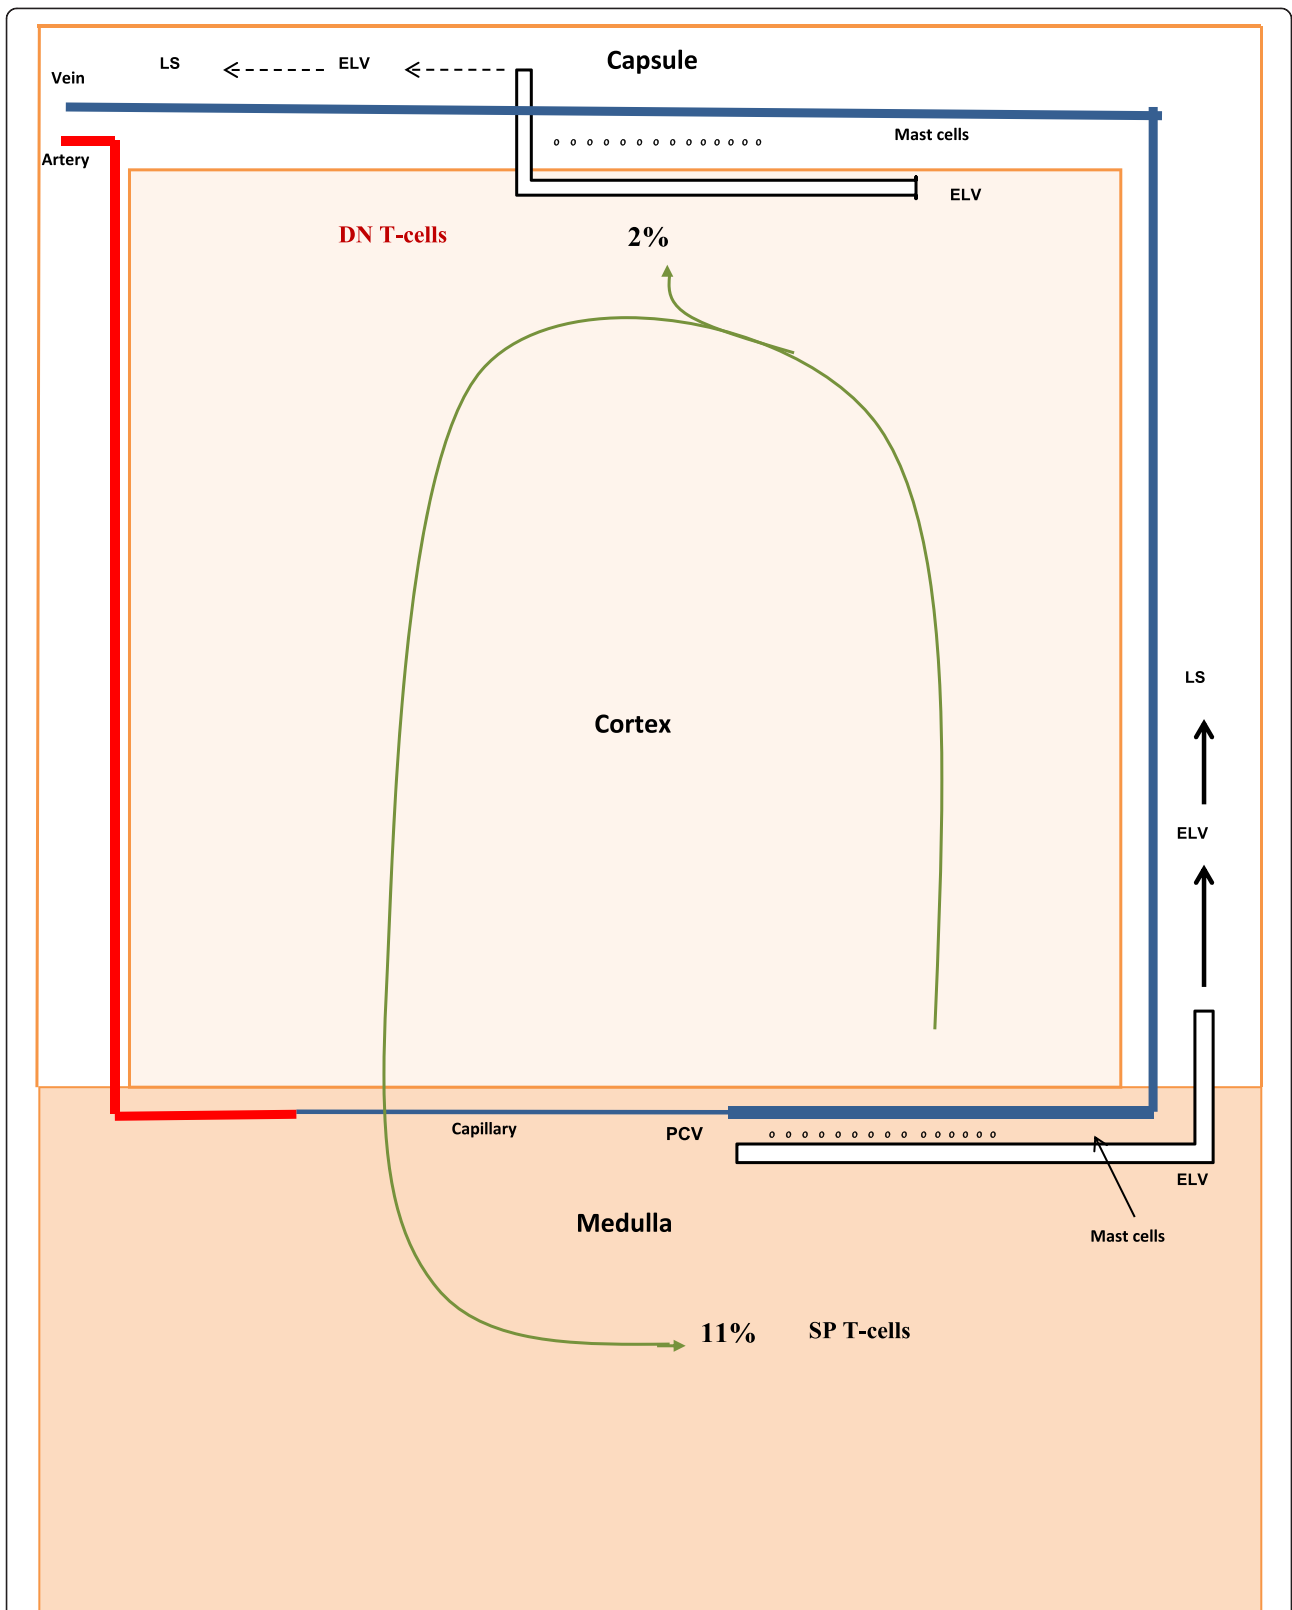 Capsule
LS
ELV
Vein
Mast cells
Artery
ELV
DN T-cells
2%
LS
Cortex
ELV
Capillary
PCV
ELV
Medulla
Mast cells
11%
SP T-cells